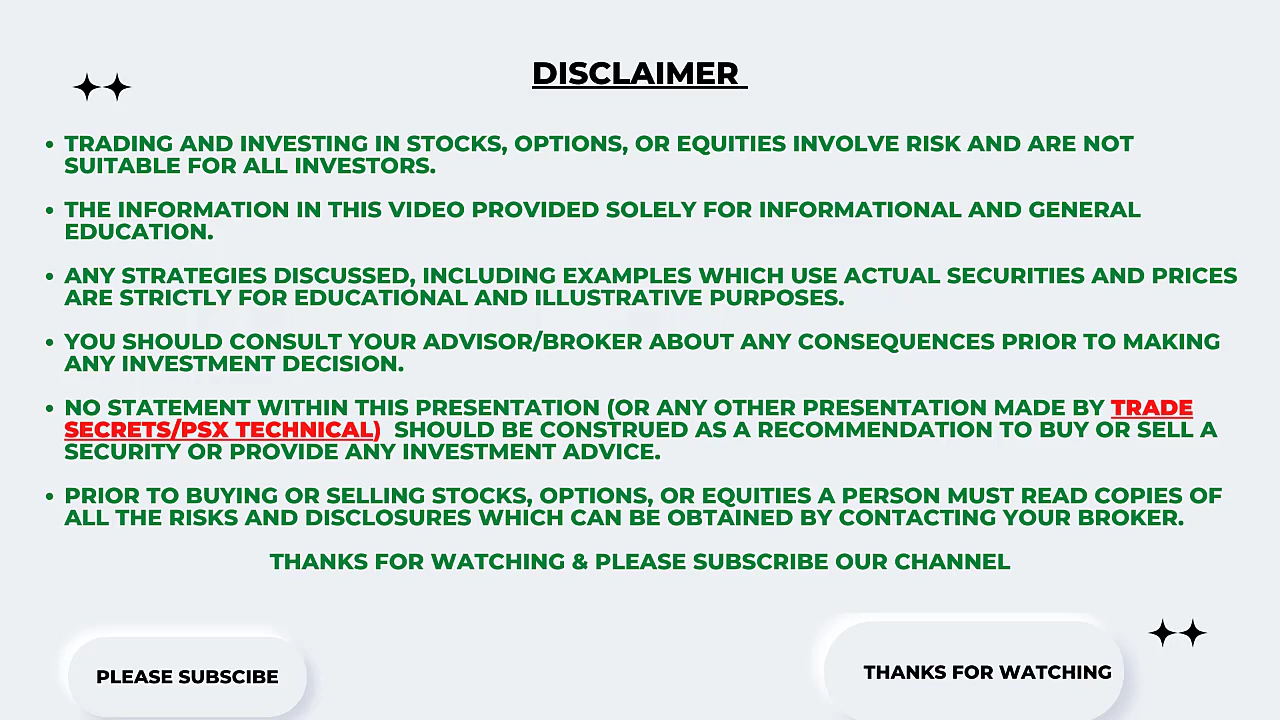 DISCLAIMER
• TRADING AND INVESTING IN STOCKS, OPTIONS, OR EQUITIES INVOLVE RISK AND ARE NOT
SUITABLE FOR ALL INVESTORS.
• THE INFORMATION IN THIS VIDEO PROVIDED SOLELY FOR INFORMATIONAL AND GENERAL
EDUCATION.
• ANY STRATEGIES DISCUSSED, INCLUDING EXAMPLES WHICH USE ACTUAL SECURITIES AND PRICES
ARE STRICTLY FOR EDUCATIONAL AND ILLUSTRATIVE PURPOSES.
• YOU SHOULD CONSULT YOUR ADVISOR/BROKER ABOUT ANY CONSEQUENCES PRIOR TO MAKING
ANY INVESTMENT DECISION.
• NO STATEMENT WITHIN THIS PRESENTATION (OR ANY OTHER PRESENTATION MADE BY TRADE
SECRETS/PSX TECHNICAL) SHOULD BE CONSTRUED AS A RECOMMENDATION TO BUY OR SELL A
SECURITY OR PROVIDE ANY INVESTMENT ADVICE.
• PRIOR TO BUYING OR SELLING STOCKS, OPTIONS, OR EQUITIES A PERSON MUST READ COPIES OF
ALL THE RISKS AND DISCLOSURES WHICH CAN BE OBTAINED BY CONTACTING YOUR BROKER.
THANKS FOR WATCHING & PLEASE SUBSCRIBE OUR CHANNEL
PLEASE SUBSCIBE
THANKS FOR WATCHING